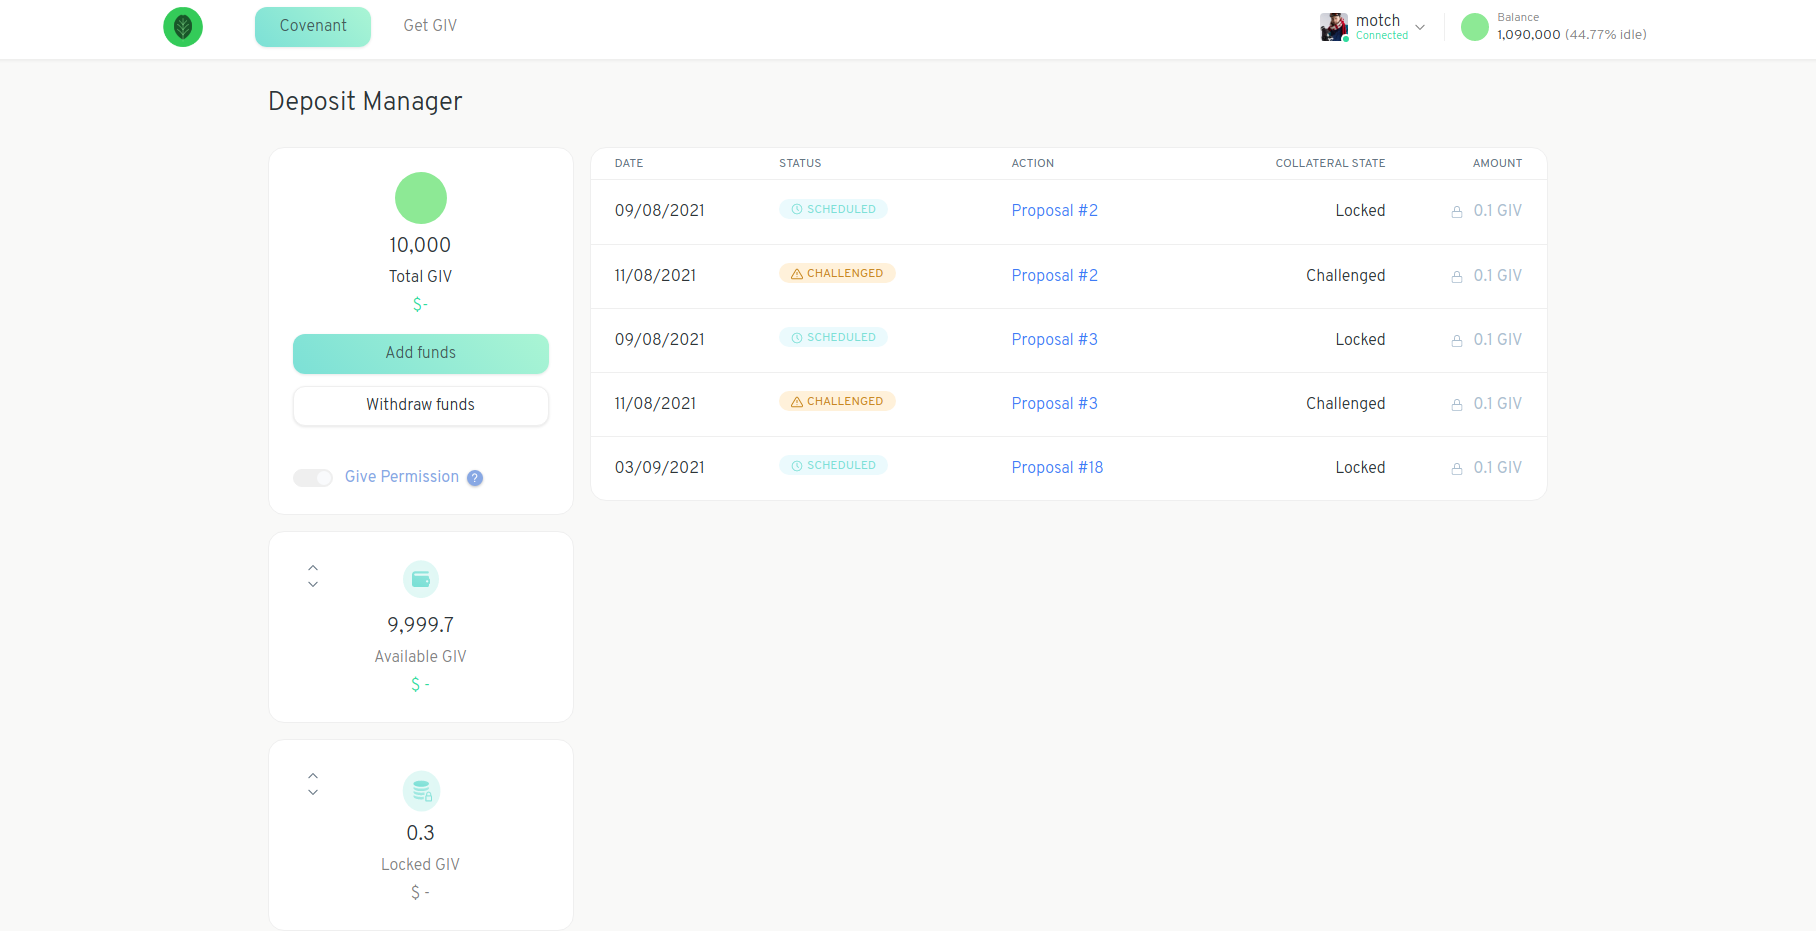 Covenant
Get GIV
motch
Connected
Balance
1,090,000 (44.77% idle)
Deposit Manager
10,000
Total GIV
$-
Add funds
Withdraw funds
Give Permission ?
9,999.7
Available GIV
$ -
0.3
Locked GIV
$ -
DATE STATUS ACTION COLLATERAL STATE AMOUNT
09/08/2021 SCHEDULED Proposal #2 Locked 0.1 GIV
11/08/2021 CHALLENGED Proposal #2 Challenged 0.1 GIV
09/08/2021 SCHEDULED Proposal #3 Locked 0.1 GIV
11/08/2021 CHALLENGED Proposal #3 Challenged 0.1 GIV
03/09/2021 SCHEDULED Proposal #18 Locked 0.1 GIV